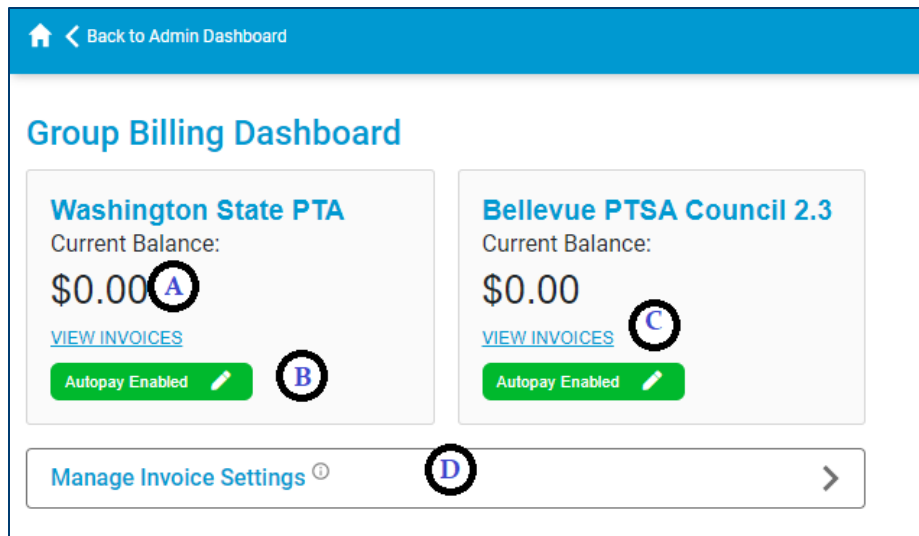 Back to Admin Dashboard
Group Billing Dashboard
Washington State PTA
Current Balance:
$0.00 A
VIEW INVOICES
Autopay Enabled B
Bellevue PTSA Council 2.3
Current Balance:
$0.00
VIEW INVOICES C
Autopay Enabled
Manage Invoice Settings D